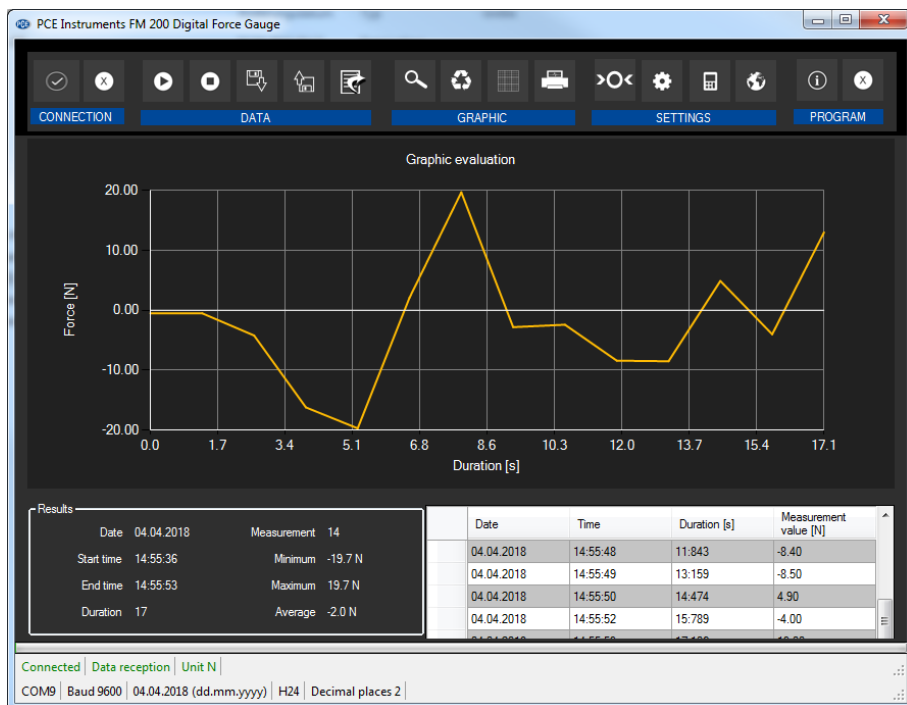 PCE Instruments FM 200 Digital Force Gauge
CONNECTION DATA GRAPHIC SETTINGS PROGRAM
Graphic evaluation
20.00
10.00
0.00
-10.00
-20.00
Force [N]
0.0 1.7 3.4 5.1 6.8 8.6 10.3 12.0 13.7 15.4 17.1
Duration [s]
Results
Date 04.04.2018 Measurement 14
Start time 14:55:36 Minimum -19.7 N
End time 14:55:53 Maximum 19.7 N
Duration 17 Average -2.0 N
Date Time Duration [s] Measurement value [N]
04.04.2018 14:55:48 11:843 -8.40
04.04.2018 14:55:49 13:159 -8.50
04.04.2018 14:55:50 14:474 4.90
04.04.2018 14:55:52 15:789 -4.00
Connected Data reception Unit N
COM9 Baud 9600 04.04.2018 (dd.mm.yyyy) H24 Decimal places 2